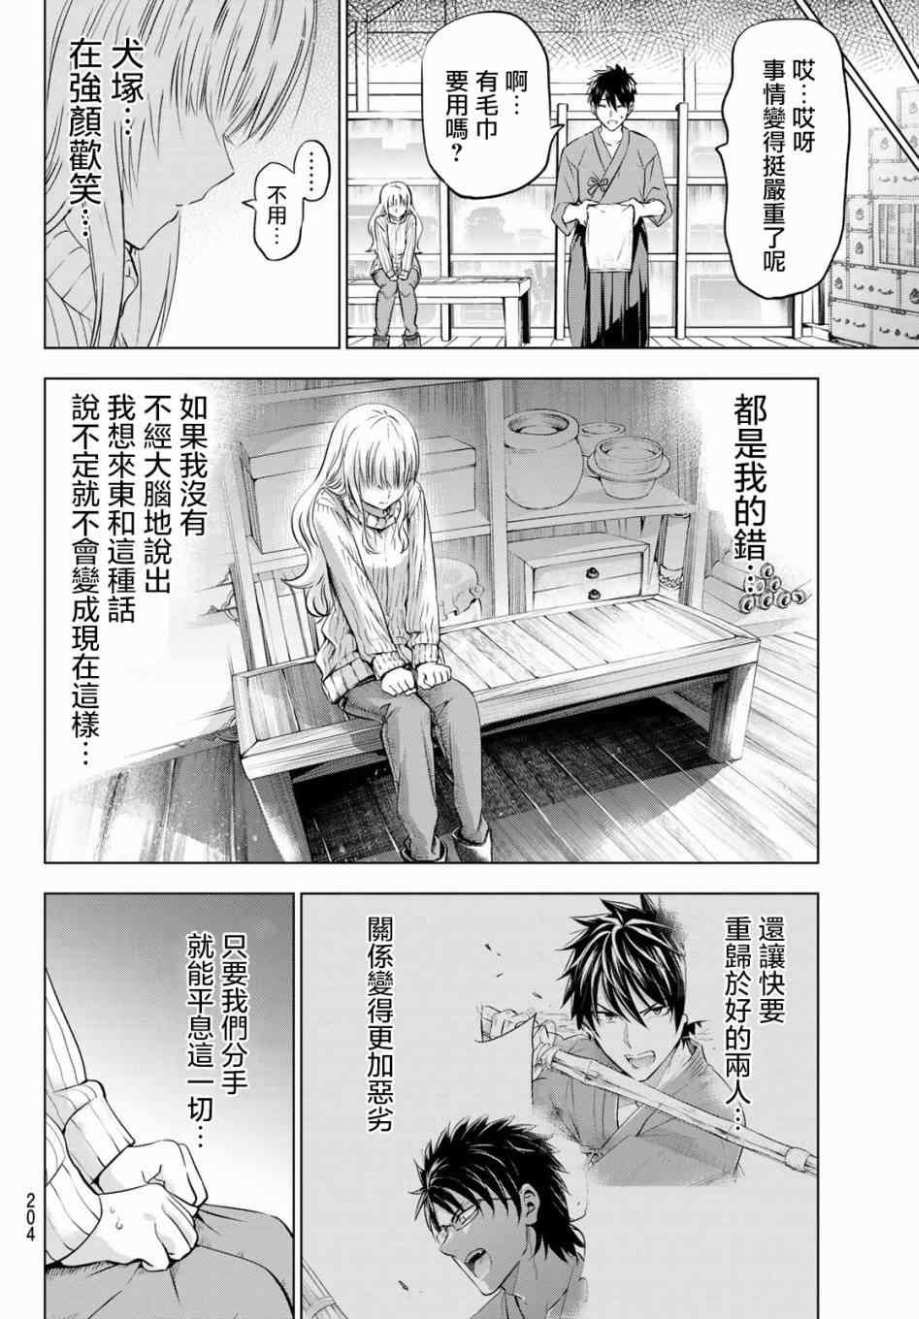 哎…哎呀
事情變得挺嚴重了呢
啊…
有毛巾
要用嗎？
……
不用…
犬塚…
在強顏歡笑…
都是我的錯…
如果我沒有
不經大腦地說出
我想來東和這種話
說不定就不會變成現在這樣…
還讓快要
重歸於好的兩人…
關係變得更加惡劣
只要我們分手
就能平息這一切…
204